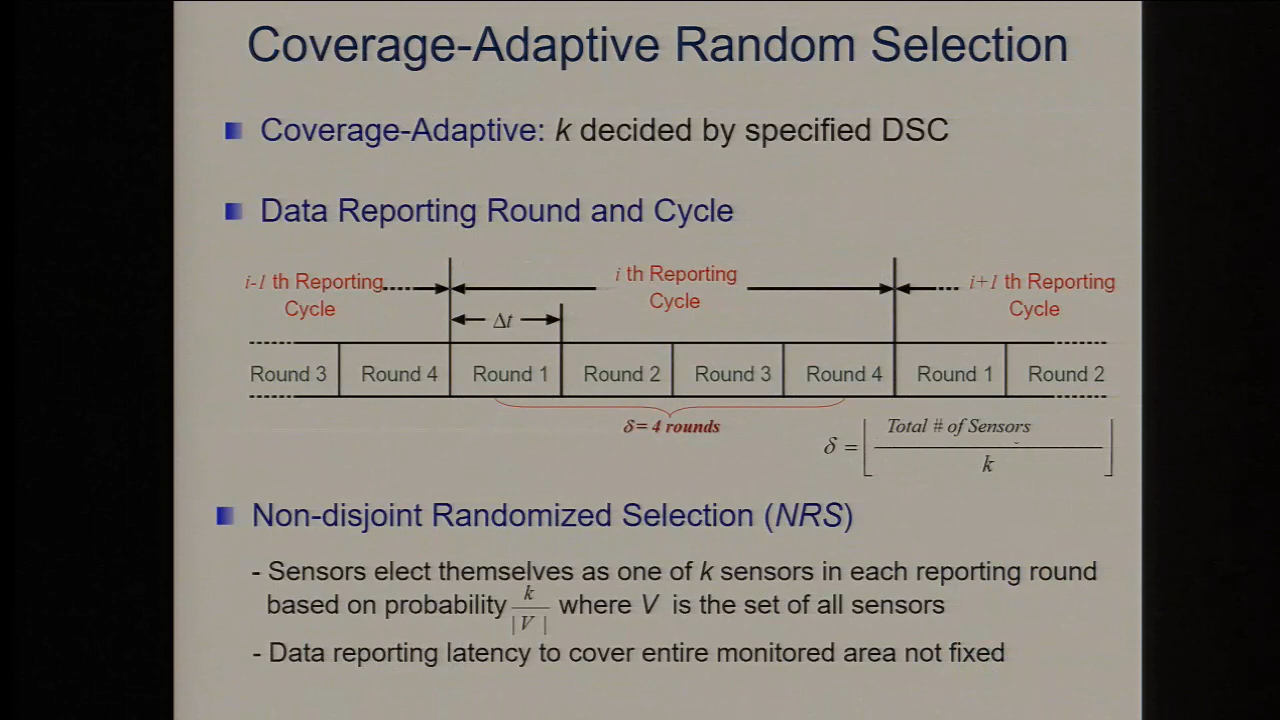 Coverage-Adaptive Random Selection
Coverage-Adaptive: k decided by specified DSC
Data Reporting Round and Cycle
i-1 th Reporting Cycle
i th Reporting Cycle
i+1 th Reporting Cycle
Δt
Round 3 Round 4 Round 1 Round 2 Round 3 Round 4 Round 1 Round 2
δ= 4 rounds
δ = ⌊ Total # of Sensors / k ⌋
Non-disjoint Randomized Selection (NRS)
- Sensors elect themselves as one of k sensors in each reporting round
based on probability k / | V | where V is the set of all sensors
- Data reporting latency to cover entire monitored area not fixed